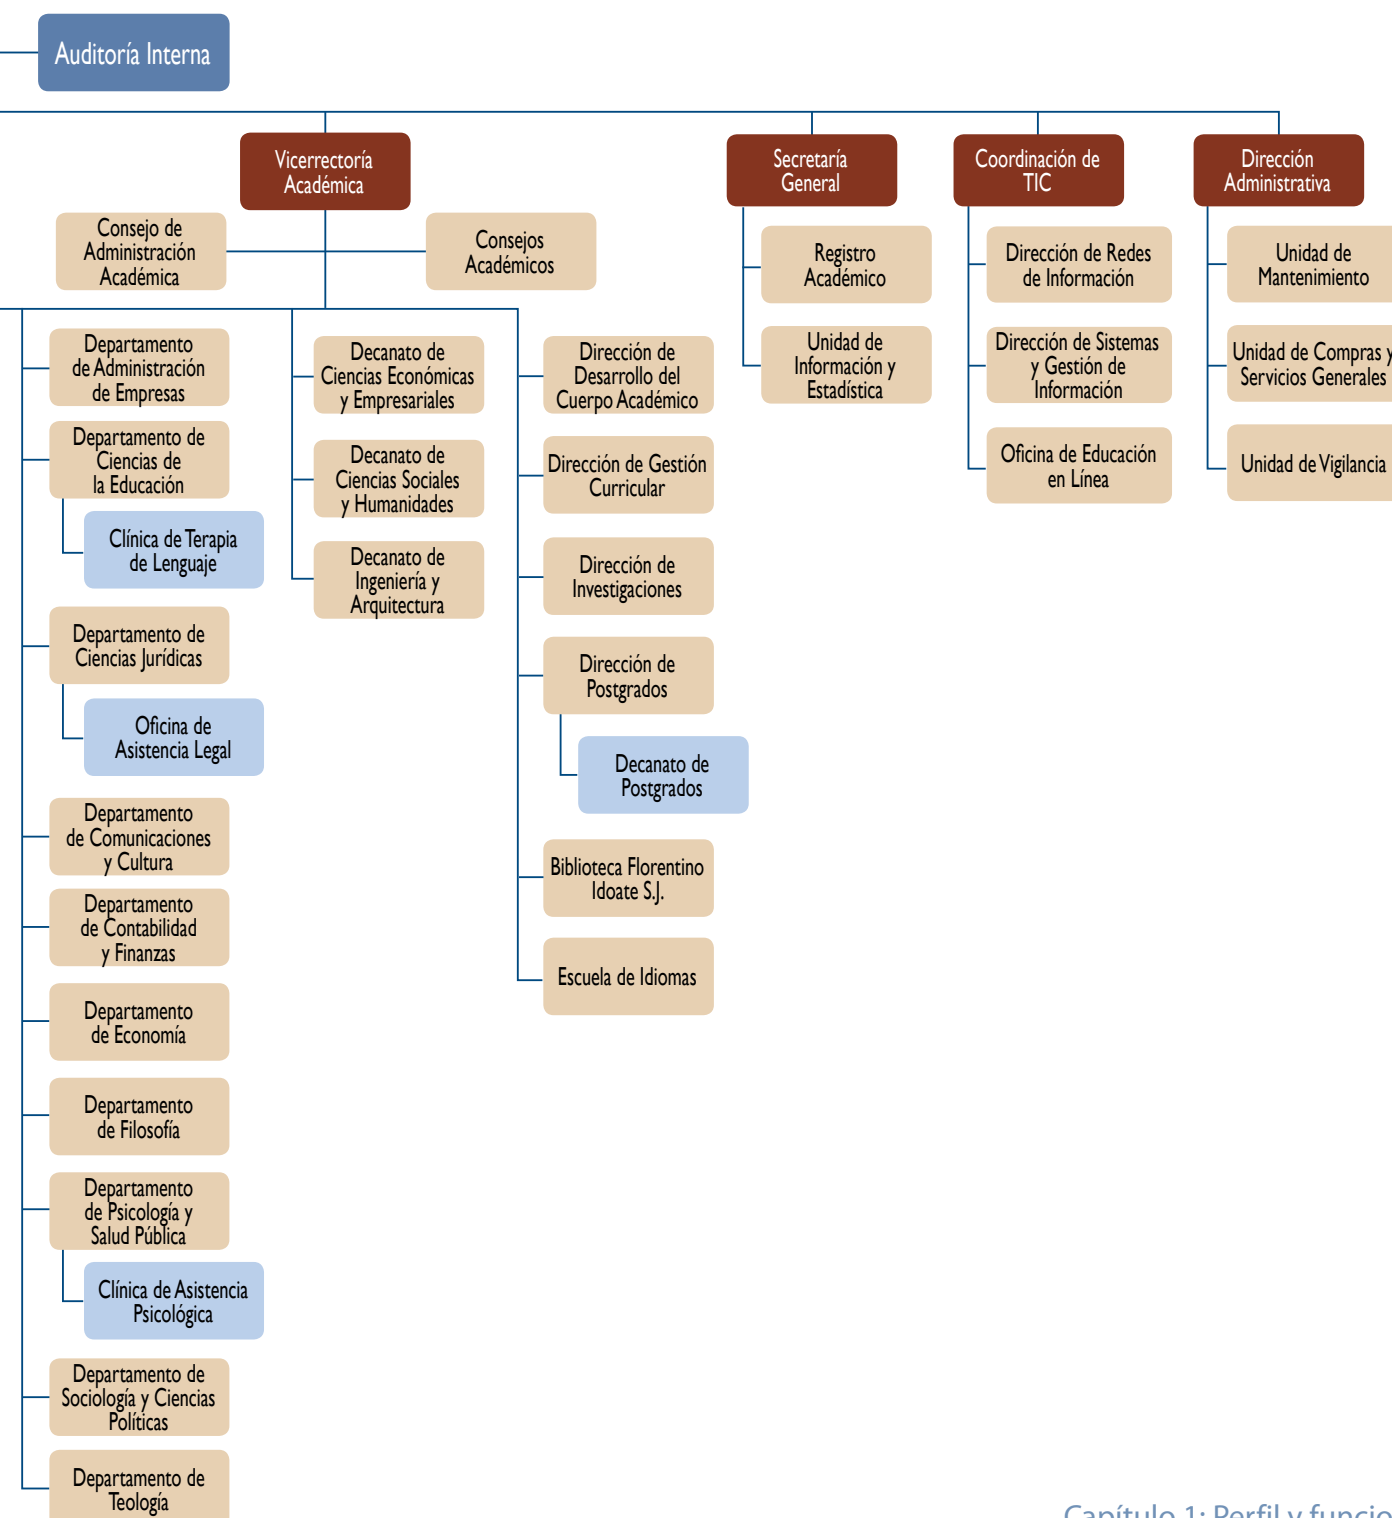 Auditoría Interna
Vicerrectoría
Académica
Secretaría
General
Coordinación de
TIC
Dirección
Administrativa
Consejo de
Administración
Académica
Consejos
Académicos
Departamento
de Administración
de Empresas
Departamento de
Ciencias de
la Educación
Clínica de Terapia
de Lenguaje
Departamento de
Ciencias Jurídicas
Oficina de
Asistencia Legal
Departamento
de Comunicaciones
y Cultura
Departamento
de Contabilidad
y Finanzas
Departamento
de Economía
Departamento
de Filosofía
Departamento
de Psicología y
Salud Pública
Clínica de Asistencia
Psicológica
Departamento de
Sociología y Ciencias
Políticas
Departamento de
Teología
Decanato de
Ciencias Económicas
y Empresariales
Decanato de
Ciencias Sociales
y Humanidades
Decanato de
Ingeniería y
Arquitectura
Dirección de
Desarrollo del
Cuerpo Académico
Dirección de Gestión
Curricular
Dirección de
Investigaciones
Dirección de
Postgrados
Decanato de
Postgrados
Biblioteca Florentino
Idoate S.J.
Escuela de Idiomas
Registro
Académico
Unidad de
Información y
Estadística
Dirección de Redes
de Información
Dirección de Sistemas
y Gestión de
Información
Oficina de Educación
en Línea
Unidad de
Mantenimiento
Unidad de Compras y
Servicios Generales
Unidad de Vigilancia
Capítulo 1: Perfil y funcio